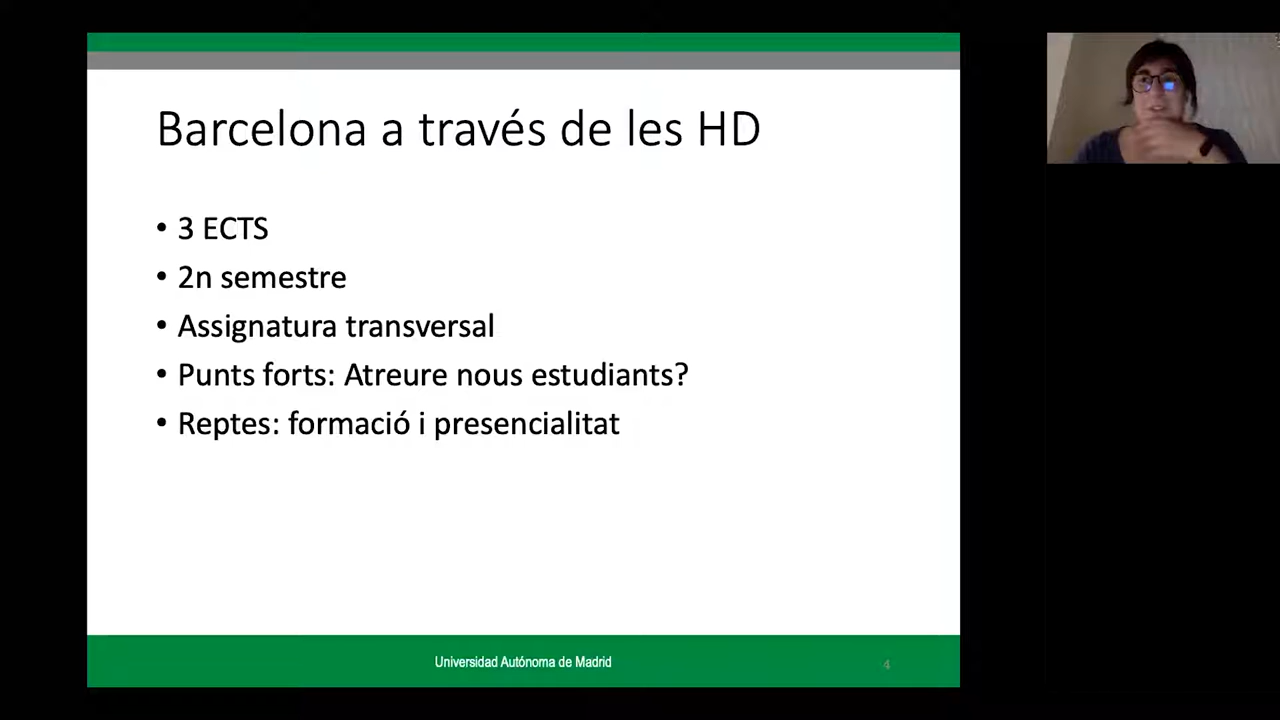 Barcelona a través de les HD
• 3 ECTS
• 2n semestre
• Assignatura transversal
• Punts forts: Atreure nous estudiants?
• Reptes: formació i presencialitat
Universidad Autónoma de Madrid
4